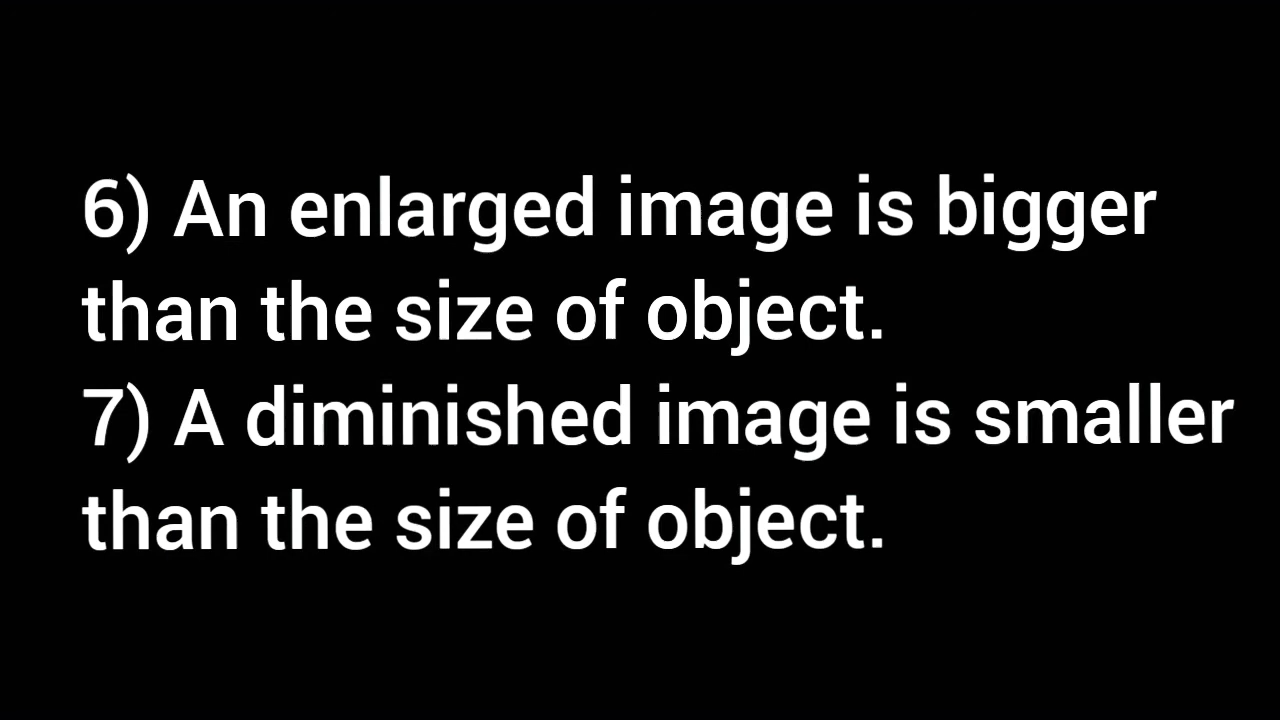 6) An enlarged image is bigger
than the size of object.
7) A diminished image is smaller
than the size of object.